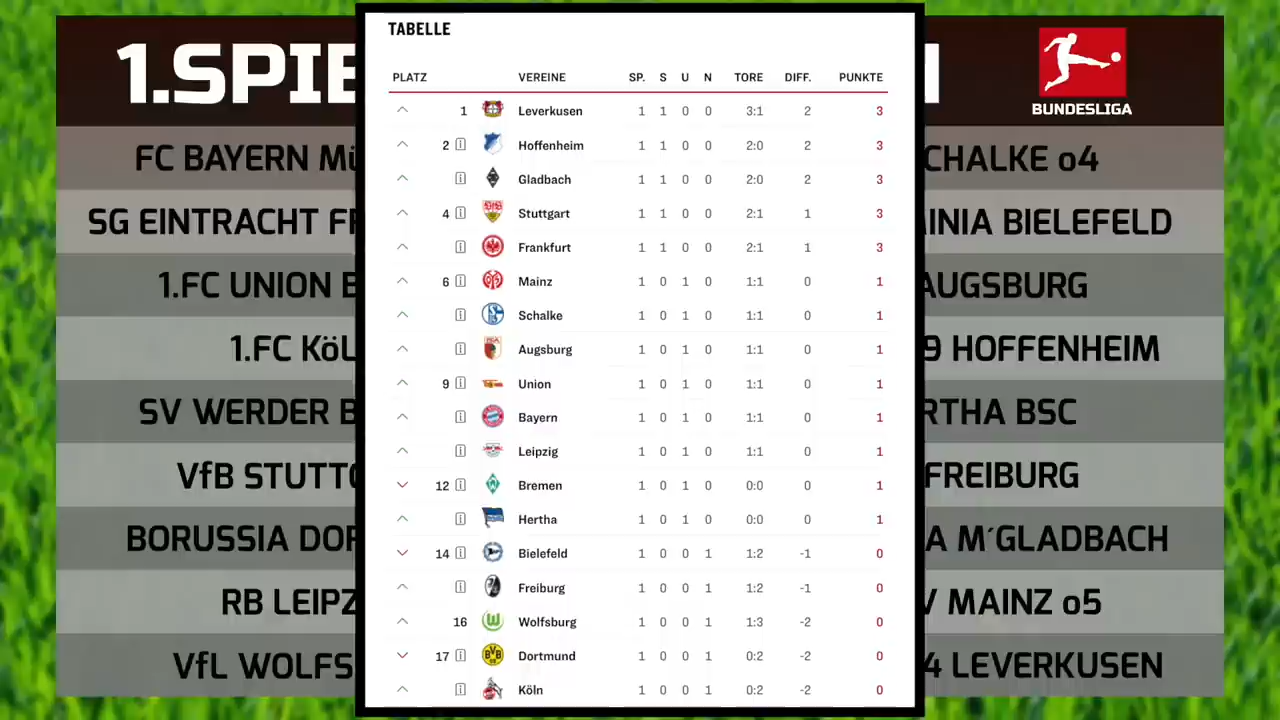 TABELLE
PLATZ VEREINE SP. S U N TORE DIFF. PUNKTE
1 Leverkusen 1 1 0 0 3:1 2 3
2 Hoffenheim 1 1 0 0 2:0 2 3
Gladbach 1 1 0 0 2:0 2 3
4 Stuttgart 1 1 0 0 2:1 1 3
Frankfurt 1 1 0 0 2:1 1 3
6 Mainz 1 0 1 0 1:1 0 1
Schalke 1 0 1 0 1:1 0 1
Augsburg 1 0 1 0 1:1 0 1
9 Union 1 0 1 0 1:1 0 1
Bayern 1 0 1 0 1:1 0 1
Leipzig 1 0 1 0 1:1 0 1
12 Bremen 1 0 1 0 0:0 0 1
Hertha 1 0 1 0 0:0 0 1
14 Bielefeld 1 0 0 1 1:2 -1 0
Freiburg 1 0 0 1 1:2 -1 0
16 Wolfsburg 1 0 0 1 1:3 -2 0
17 Dortmund 1 0 0 1 0:2 -2 0
Köln 1 0 0 1 0:2 -2 0
1.SPIE
BUNDESLIGA
FC BAYERN Mü CHALKE 04
SG EINTRACHT FR INIA BIELEFELD
1.FC UNION B AUGSBURG
1.FC KöL 9 HOFFENHEIM
SV WERDER B RTHA BSC
VfB STUTTG FREIBURG
BORUSSIA DOR A M´GLADBACH
RB LEIPZ V MAINZ 05
VfL WOLFS 4 LEVERKUSEN